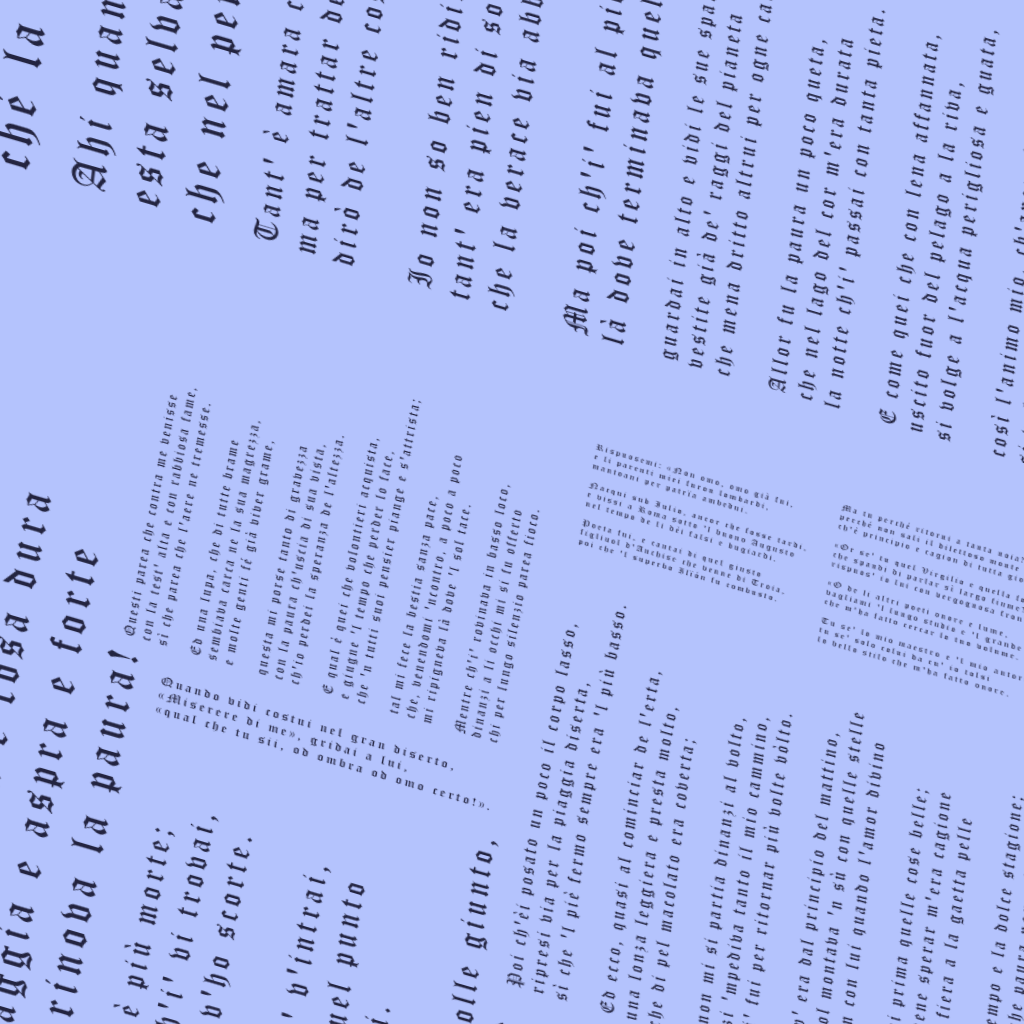 ché la
Ahi quan
esta selva
che nel pe
Tant' è amara
ma per trattar
dirò de l'altre
Io non so ben ridi
tant' era pien di so
che la verace via abb
Ma poi ch'i' fui al piè
là dove terminava quel
guardai in alto e vidi le sue spa
vestite già de' raggi del pianeta
che mena dritto altrui per ogne ca
Allor fu la paura un poco queta,
che nel lago del cor m'era durata
la notte ch'i' passai con tanta pieta.
E come quei che con lena affannata,
uscito fuor del pelago a la riva,
si volge a l'acqua perigliosa e guata,
così l'animo mio, ch'an
cosa dura
aggia e aspra e forte
rinova la paura!
è più morte;
h'i' vi trovai,
v'ho scorte.
v'intrai,
nel punto
i.
olle giunto,
Poi ch'èi posato un poco il corpo lasso,
ripresi via per la piaggia diserta,
sì che 'l piè fermo sempre era 'l più basso.
Ed ecco, quasi al cominciar de l'erta,
una lonza leggiera e presta molto,
che di pel macolato era coverta;
non mi si partia dinanzi al volto,
'mpediva tanto il mio cammino,
fui per ritornar più volte vòlto.
era dal principio del mattino,
ol montava 'n sù con quelle stelle
n con lui quando l'amor divino
prima quelle cose belle;
ene sperar m'era cagione
fiera a la gaetta pelle
empo e la dolce stagione;
Questi parea che contra me venisse
con la test' alta e con rabbiosa fame,
sì che parea che l'aere ne tremesse.
Ed una lupa, che di tutte brame
sembiava carca ne la sua magrezza,
e molte genti fé già viver grame,
questa mi porse tanto di gravezza
con la paura ch'uscia di sua vista,
ch'io perdei la speranza de l'altezza.
E qual è quei che volontieri acquista,
e giugne 'l tempo che perder lo face,
che 'n tutti suoi pensier piange e s'attrista;
tal mi fece la bestia sanza pace,
che, venendomi 'ncontro, a poco a poco
mi ripigneva là dove 'l sol tace.
Mentre ch'i' rovinava in basso loco,
dinanzi a li occhi mi si fu offerto
chi per lungo silenzio parea fioco.
Quando vidi costui nel gran diserto,
«Miserere di me», gridai a lui,
«qual che tu sii, od ombra od omo certo!».
Rispuosemi: «Non omo, omo già fui,
e li parenti miei furon lombardi,
mantoani per patrïa ambedui.
Nacqui sub Iulio, ancor che fosse tardi,
e vissi a Roma sotto 'l buono Augusto
nel tempo de li dèi falsi e bugiardi.
Poeta fui, e cantai di quel giusto
figliuol d'Anchise che venne di Troia,
poi che 'l superbo Ilïón fu combusto.
Ma tu perché ritorni a tanta noia?
perché non sali il dilettoso monte
ch'è principio e cagion di tutta gioi
«Or se' tu quel Virgilio e quella fo
che spandi di parlar sì largo fiume?
rispuos' io lui con vergognosa fron
«O de li altri poeti onore e lume,
vagliami 'l lungo studio e 'l grande
che m'ha fatto cercar lo tuo volume.
Tu se' lo mio maestro e 'l mio autor
tu se' solo colui da cu' io tolsi
lo bello stilo che m'ha fatto onore.